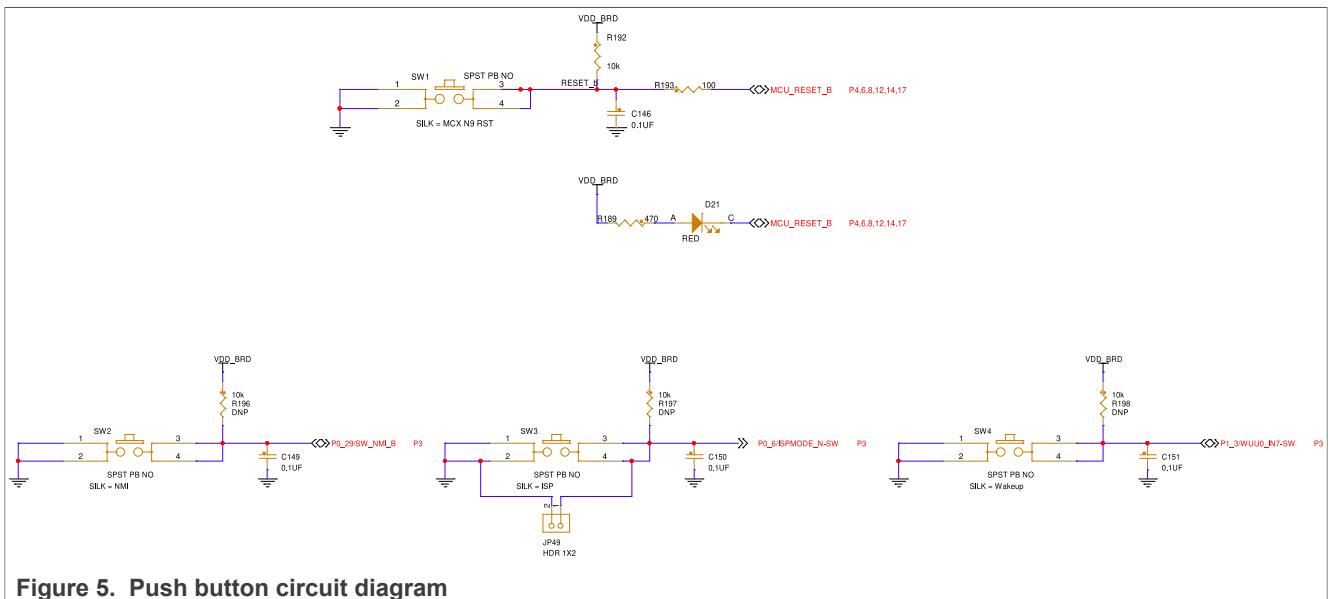 VDD_BRD
R192
10k
SW1
SPST PB NO
1
3
2
4
RESET_b
R193
100
MCU_RESET_B
P4,6,8,12,14,17
C146
0.1UF
SILK = MCX N9 RST
VDD_BRD
R189
470
A
D21
C
RED
MCU_RESET_B
P4,6,8,12,14,17
VDD_BRD
10k
R196
DNP
SW2
1
3
2
4
P0_29/SW_NMI_B
P3
C149
0.1UF
SPST PB NO
SILK = NMI
VDD_BRD
10k
R197
DNP
SW3
1
3
2
4
P0_6/ISPMODE_N-SW
P3
C150
0.1UF
SPST PB NO
SILK = ISP
2
1
JP49
HDR 1X2
VDD_BRD
10k
R198
DNP
SW4
1
3
2
4
P1_3/WUU0_IN7-SW
P3
C151
0.1UF
SPST PB NO
SILK = Wakeup
Figure 5. Push button circuit diagram